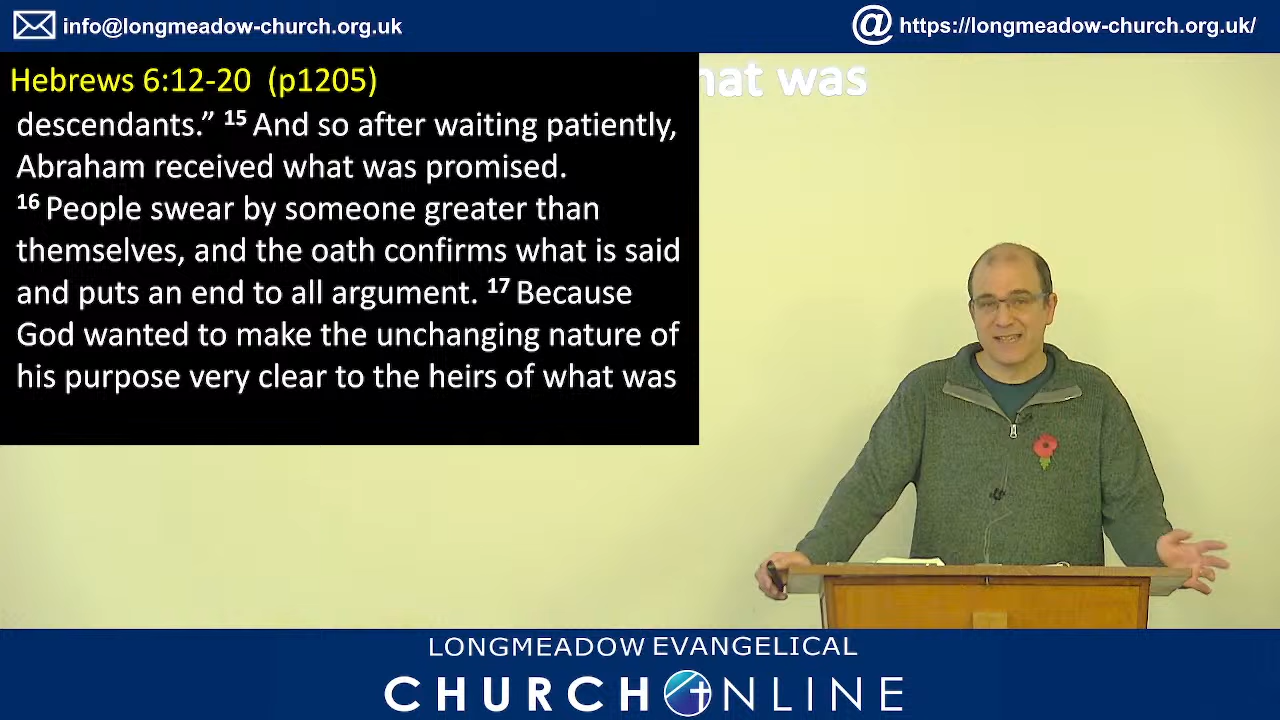 info@longmeadow-church.org.uk
https://longmeadow-church.org.uk/
Hebrews 6:12-20 (p1205)
descendants.” 15 And so after waiting patiently,
Abraham received what was promised.
16 People swear by someone greater than
themselves, and the oath confirms what is said
and puts an end to all argument. 17 Because
God wanted to make the unchanging nature of
his purpose very clear to the heirs of what was
hat was
LONGMEADOW EVANGELICAL
CHURCH ONLINE